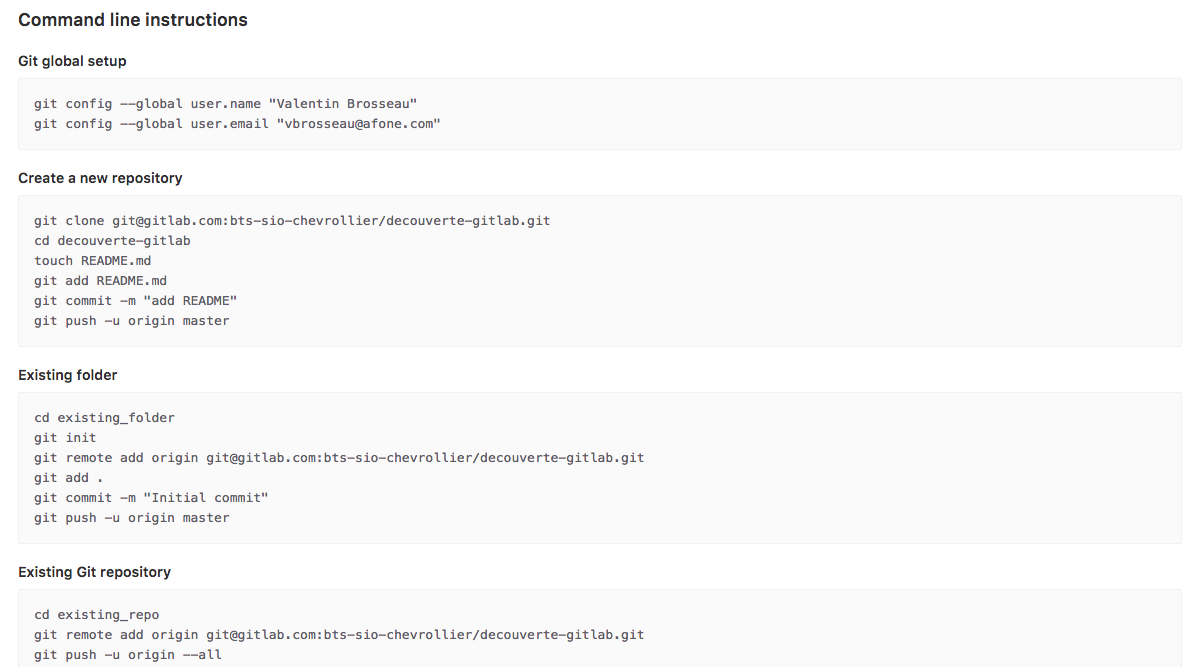 Command line instructions
Git global setup
git config --global user.name "Valentin Brosseau"
git config --global user.email "vbrosseau@afone.com"
Create a new repository
git clone git@gitlab.com:bts-sio-chevrollier/decouverte-gitlab.git
cd decouverte-gitlab
touch README.md
git add README.md
git commit -m "add README"
git push -u origin master
Existing folder
cd existing_folder
git init
git remote add origin git@gitlab.com:bts-sio-chevrollier/decouverte-gitlab.git
git add .
git commit -m "Initial commit"
git push -u origin master
Existing Git repository
cd existing_repo
git remote add origin git@gitlab.com:bts-sio-chevrollier/decouverte-gitlab.git
git push -u origin --all